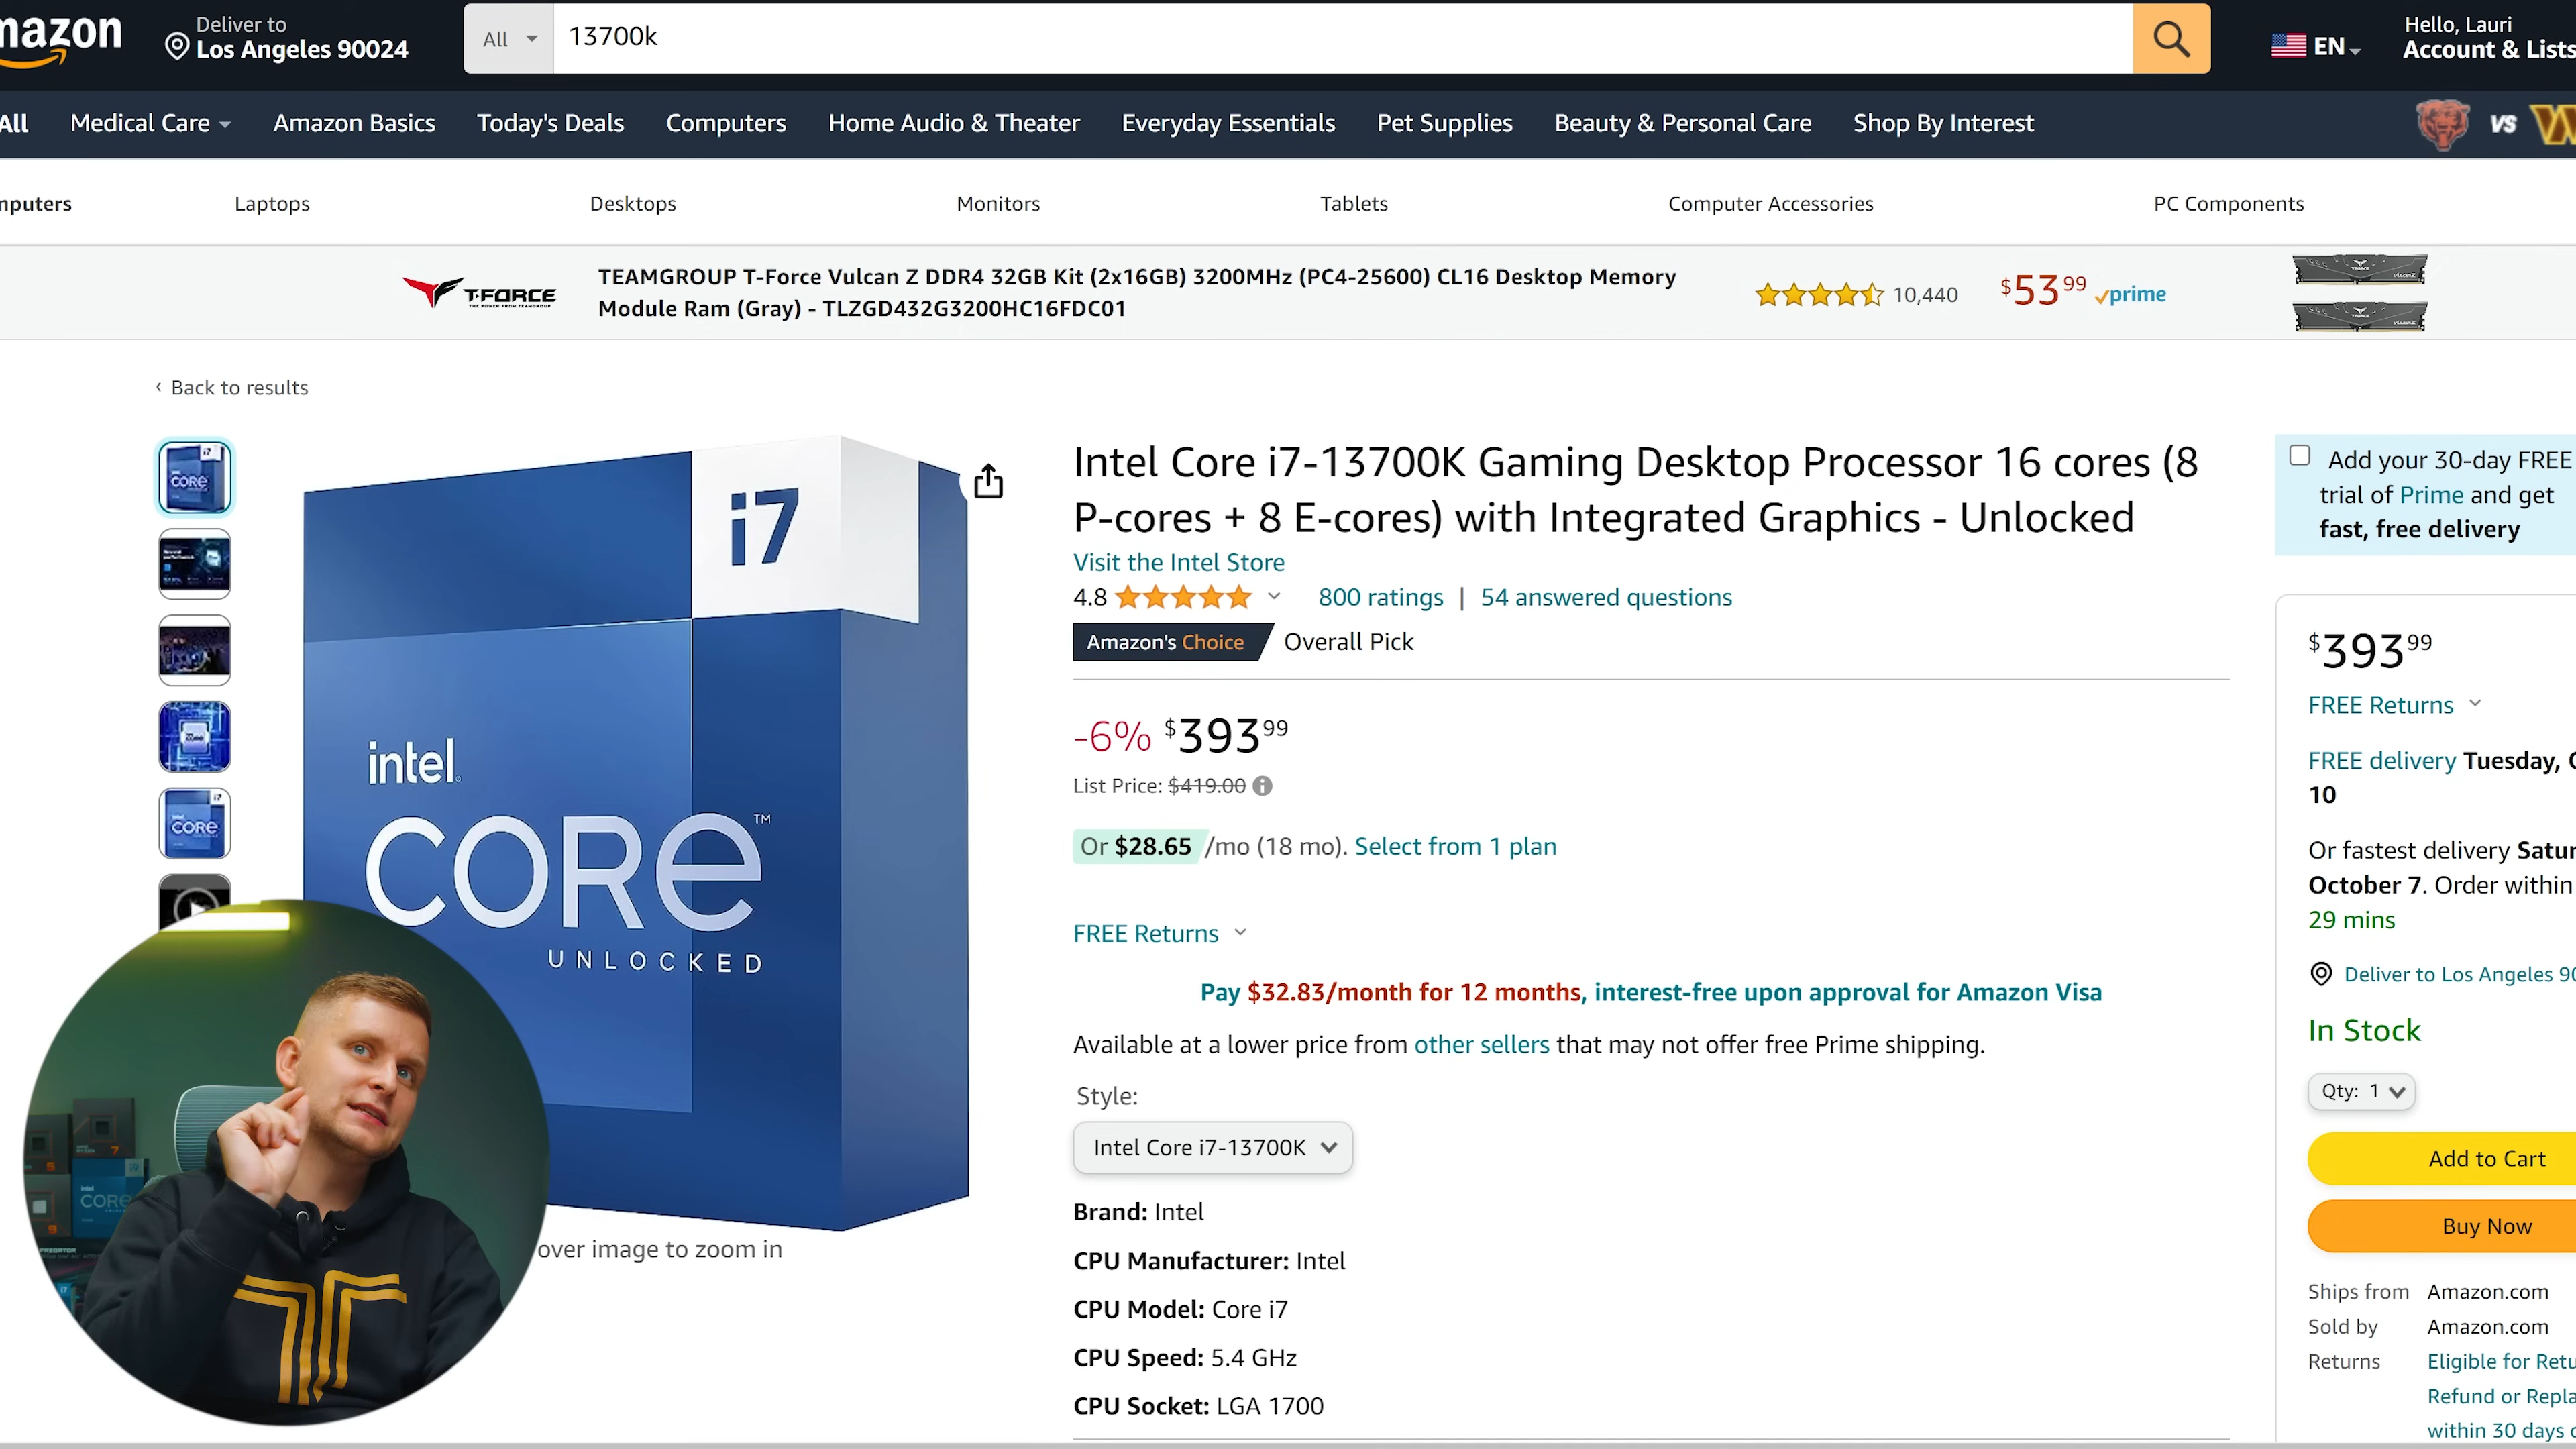 mazon
Deliver to
Los Angeles 90024
All
13700k
EN
Hello, Lauri
Account & Lists
All
Medical Care
Amazon Basics
Today's Deals
Computers
Home Audio & Theater
Everyday Essentials
Pet Supplies
Beauty & Personal Care
Shop By Interest
VS
mputers
Laptops
Desktops
Monitors
Tablets
Computer Accessories
PC Components
T-FORCE
TEAMGROUP T-Force Vulcan Z DDR4 32GB Kit (2x16GB) 3200MHz (PC4-25600) CL16 Desktop Memory
Module Ram (Gray) - TLZGD432G3200HC16FDC01
10,440
$53 99
prime
‹ Back to results
i7
intel.
CORE™
UNLOCKED
over image to zoom in
Intel Core i7-13700K Gaming Desktop Processor 16 cores (8
P-cores + 8 E-cores) with Integrated Graphics - Unlocked
Visit the Intel Store
4.8
800 ratings | 54 answered questions
Amazon's Choice
Overall Pick
-6% $393 99
List Price: $419.00
Or $28.65 /mo (18 mo). Select from 1 plan
FREE Returns
Pay $32.83/month for 12 months, interest-free upon approval for Amazon Visa
Available at a lower price from other sellers that may not offer free Prime shipping.
Style:
Intel Core i7-13700K
Brand: Intel
CPU Manufacturer: Intel
CPU Model: Core i7
CPU Speed: 5.4 GHz
CPU Socket: LGA 1700
Add your 30-day FREE
trial of Prime and get
fast, free delivery
$393 99
FREE Returns
FREE delivery Tuesday,
10
Or fastest delivery Satur
October 7. Order within
29 mins
Deliver to Los Angeles 90
In Stock
Qty: 1
Add to Cart
Buy Now
Ships from Amazon.com
Sold by Amazon.com
Returns Eligible for Retu
Refund or Repla
within 30 days